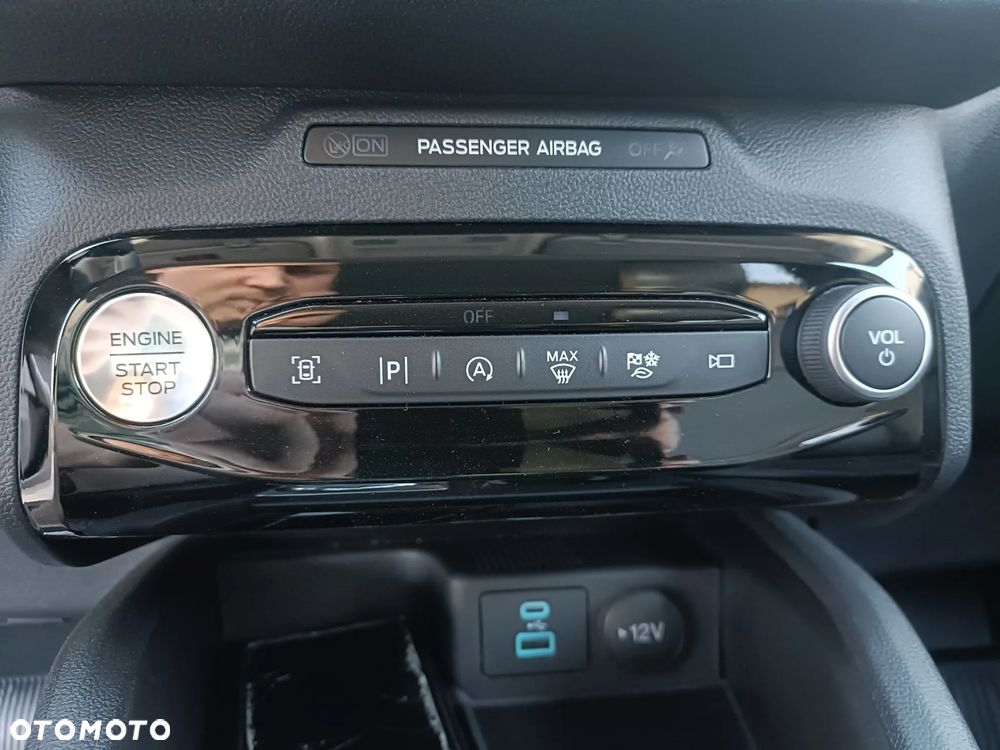 ON PASSENGER AIRBAG OFF
ENGINE
START
STOP
OFF
|P|
A
MAX
VOL
12V
OTOMOTO